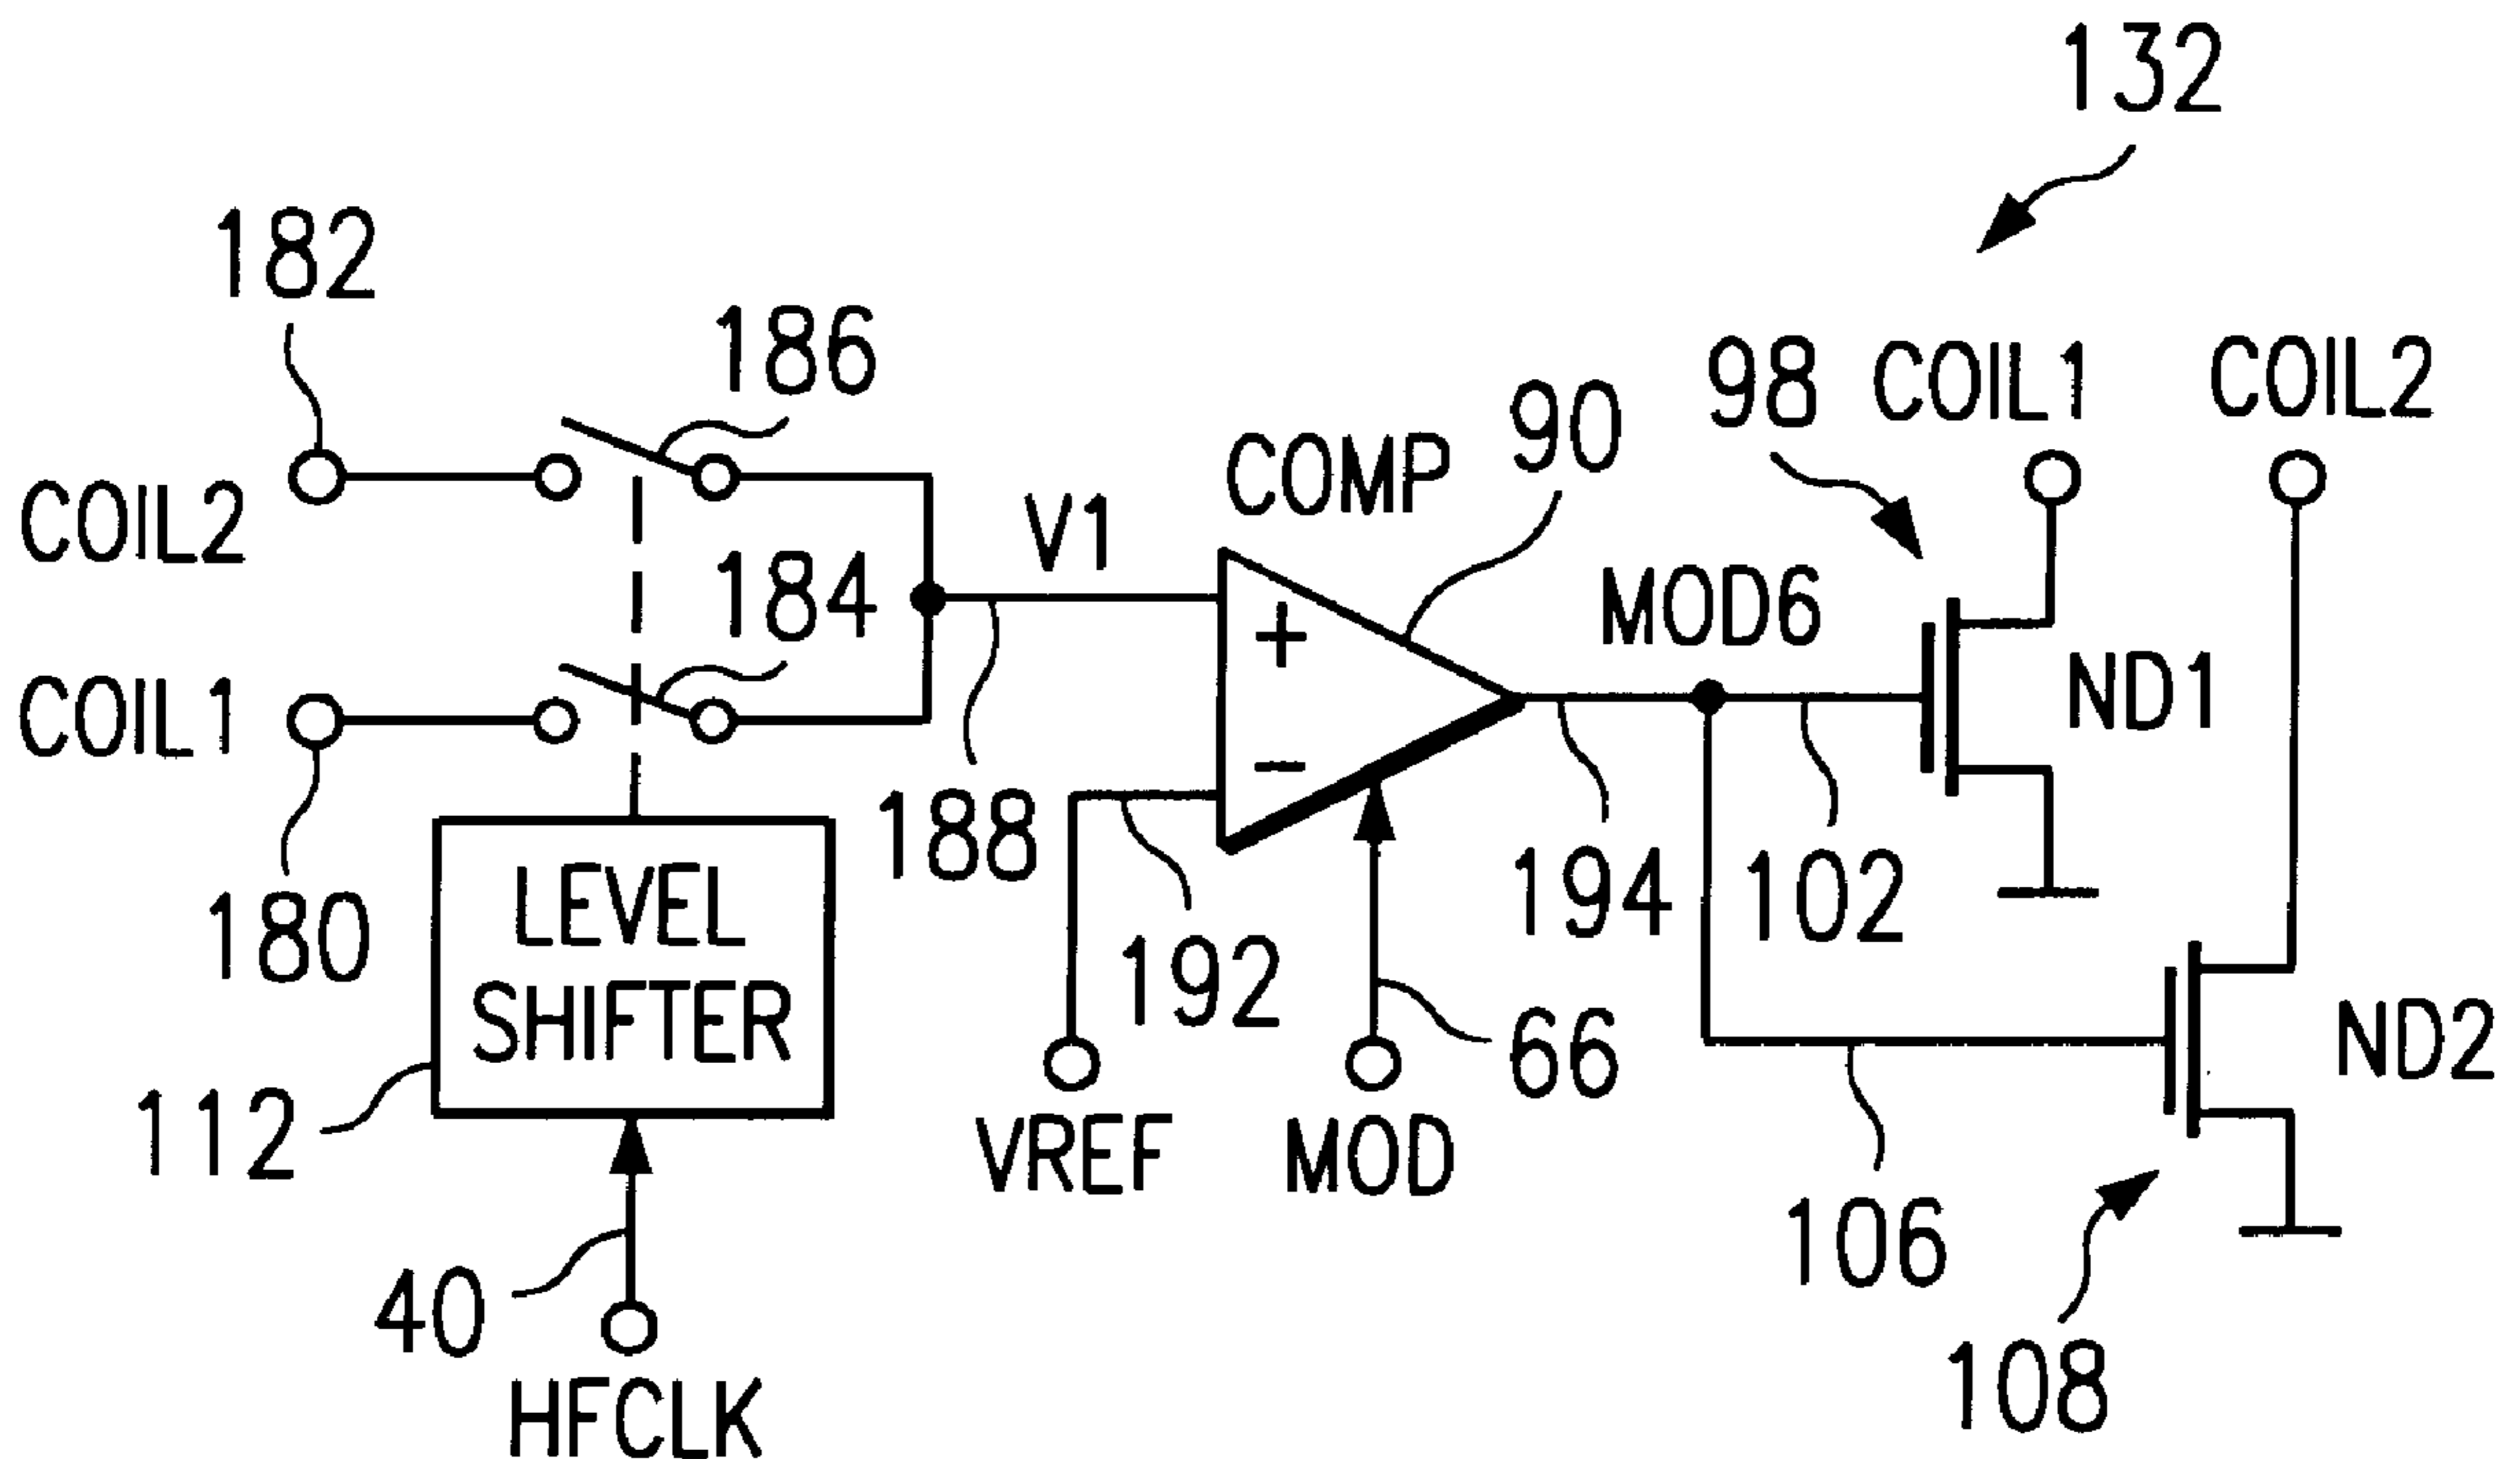 132
182
186
98
COIL1
COIL2
90
COMP
COIL2
V1
184
MOD6
COIL1
ND1
+
−
188
194
102
180
LEVEL
SHIFTER
192
66
ND2
112
VREF
MOD
106
40
108
HFCLK